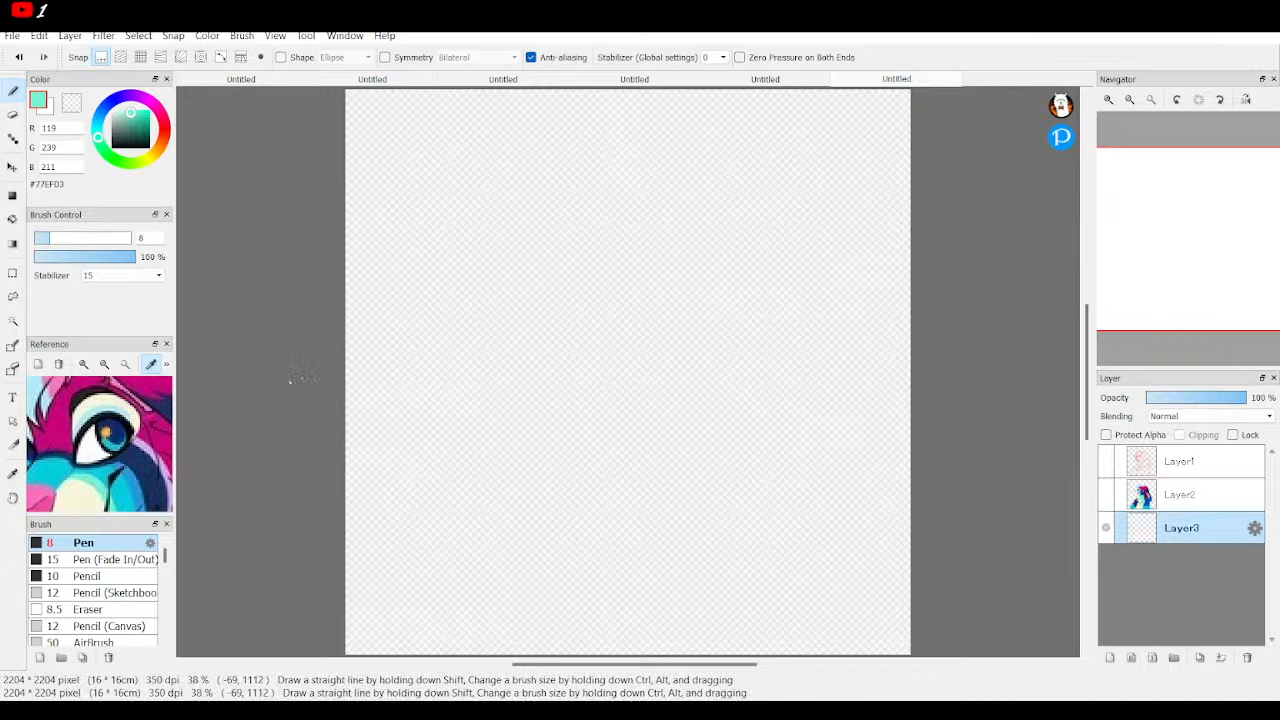 1
File Edit Layer Filter Select Snap Color Brush View Tool Window Help
Snap Shape Ellipse Symmetry Bilateral Anti-aliasing Stabilizer (Global settings) 0 Zero Pressure on Both Ends
Color
Untitled Untitled Untitled Untitled Untitled Untitled
Navigator
R 119
G 239
B 211
#77EF03
Brush Control
8
100 %
Stabilizer 15
Reference
Layer
Opacity 100 %
Blending Normal
Protect Alpha Clipping Lock
Layer1
Layer2
Layer3
Brush
8 Pen
15 Pen (Fade In/Out)
10 Pencil
12 Pencil (Sketchboo
8.5 Eraser
12 Pencil (Canvas)
50 AirBrush
2204 * 2204 pixel (16 * 16cm) 350 dpi 38 % ( -69, 1112 ) Draw a straight line by holding down Shift, Change a brush size by holding down Ctrl, Alt, and dragging
2204 * 2204 pixel (16 * 16cm) 350 dpi 38 % ( -69, 1112 ) Draw a straight line by holding down Shift, Change a brush size by holding down Ctrl, Alt, and dragging